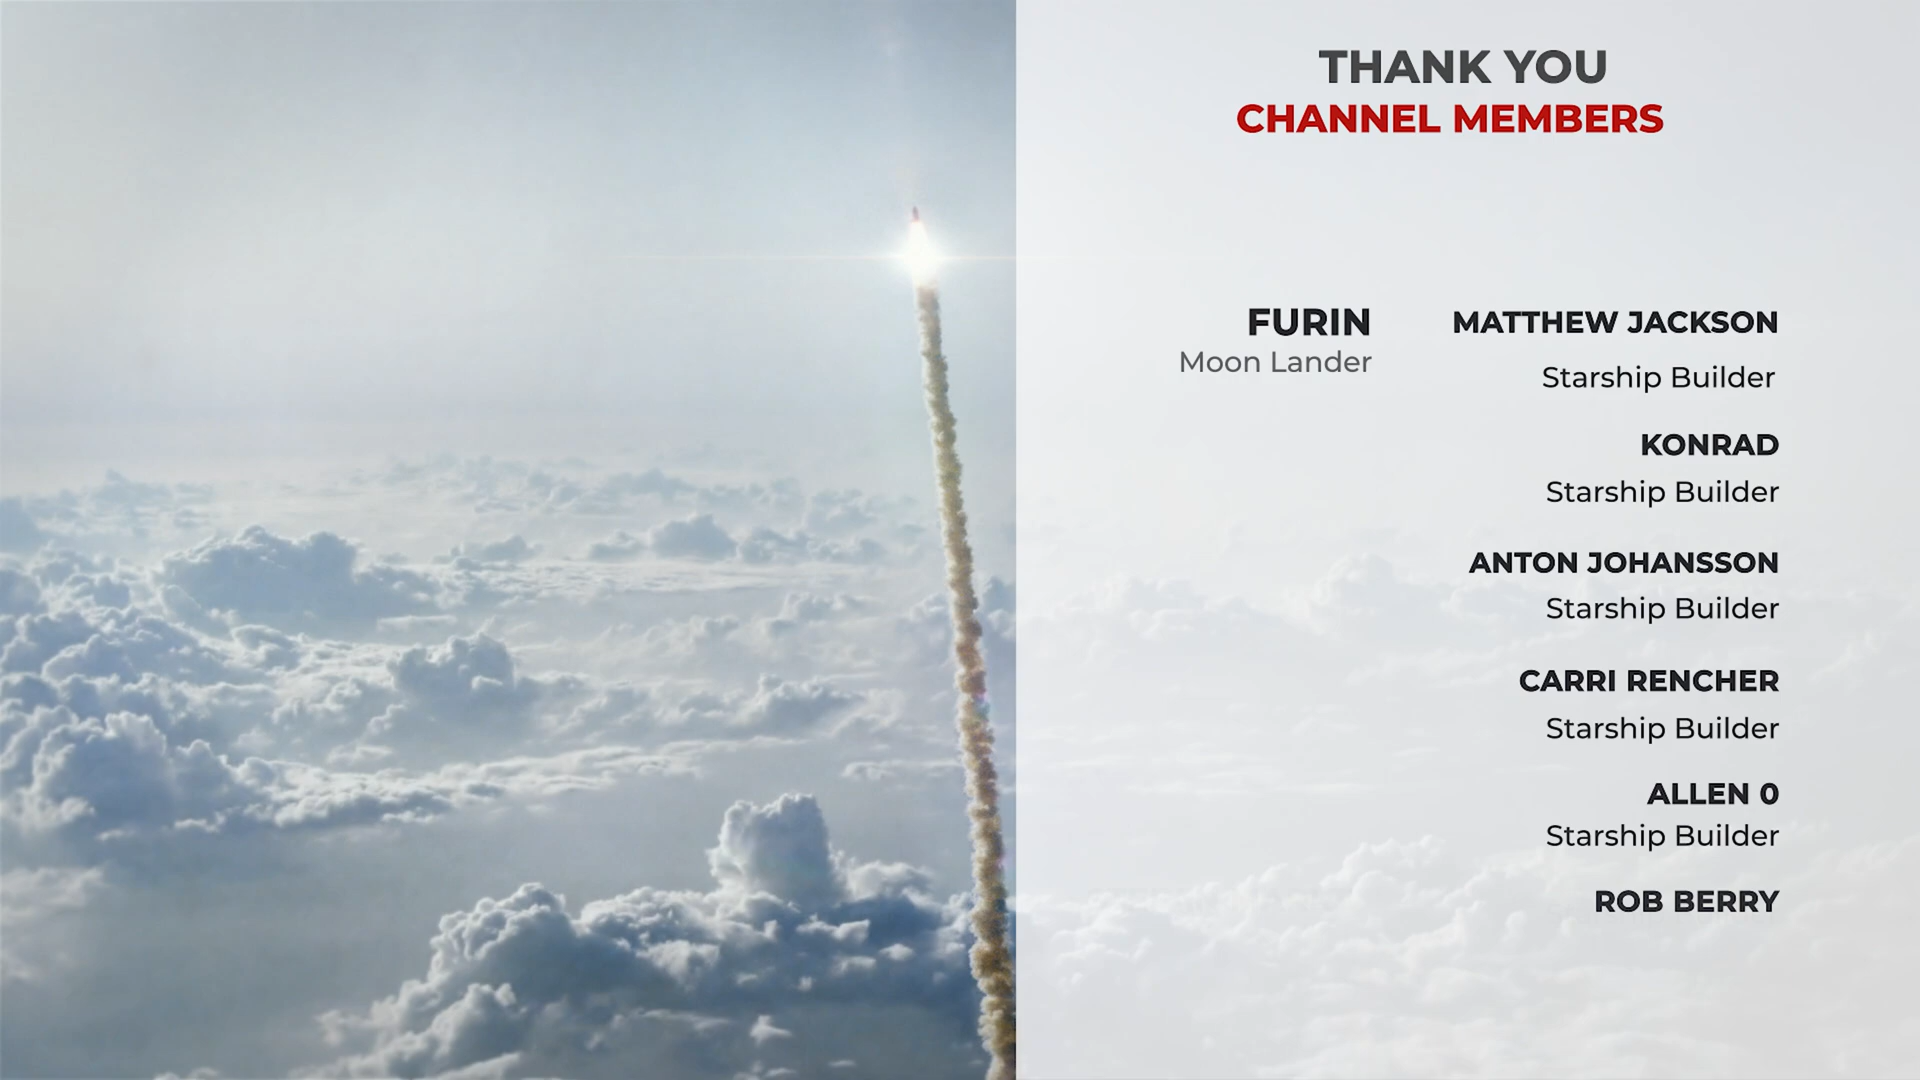 THANK YOU
CHANNEL MEMBERS
FURIN
Moon Lander
MATTHEW JACKSON
Starship Builder
KONRAD
Starship Builder
ANTON JOHANSSON
Starship Builder
CARRI RENCHER
Starship Builder
ALLEN 0
Starship Builder
ROB BERRY